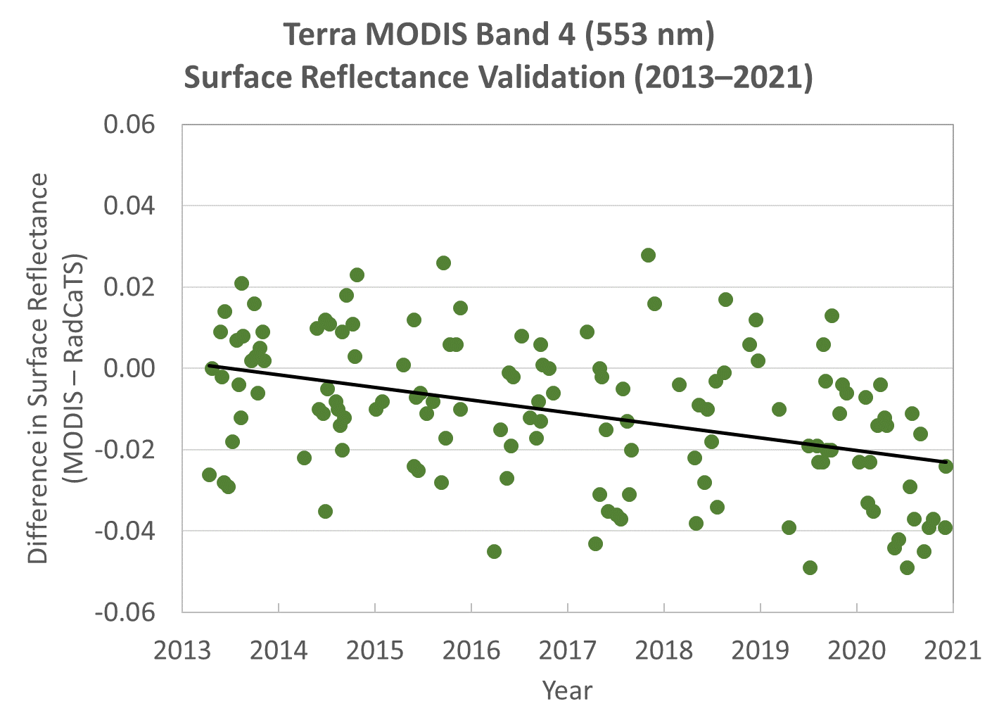 Terra MODIS Band 4 (553 nm)
Surface Reflectance Validation (2013–2021)
Difference in Surface Reflectance
(MODIS – RadCaTS)
0.06
0.04
0.02
0.00
-0.02
-0.04
-0.06
2013 2014 2015 2016 2017 2018 2019 2020 2021
Year